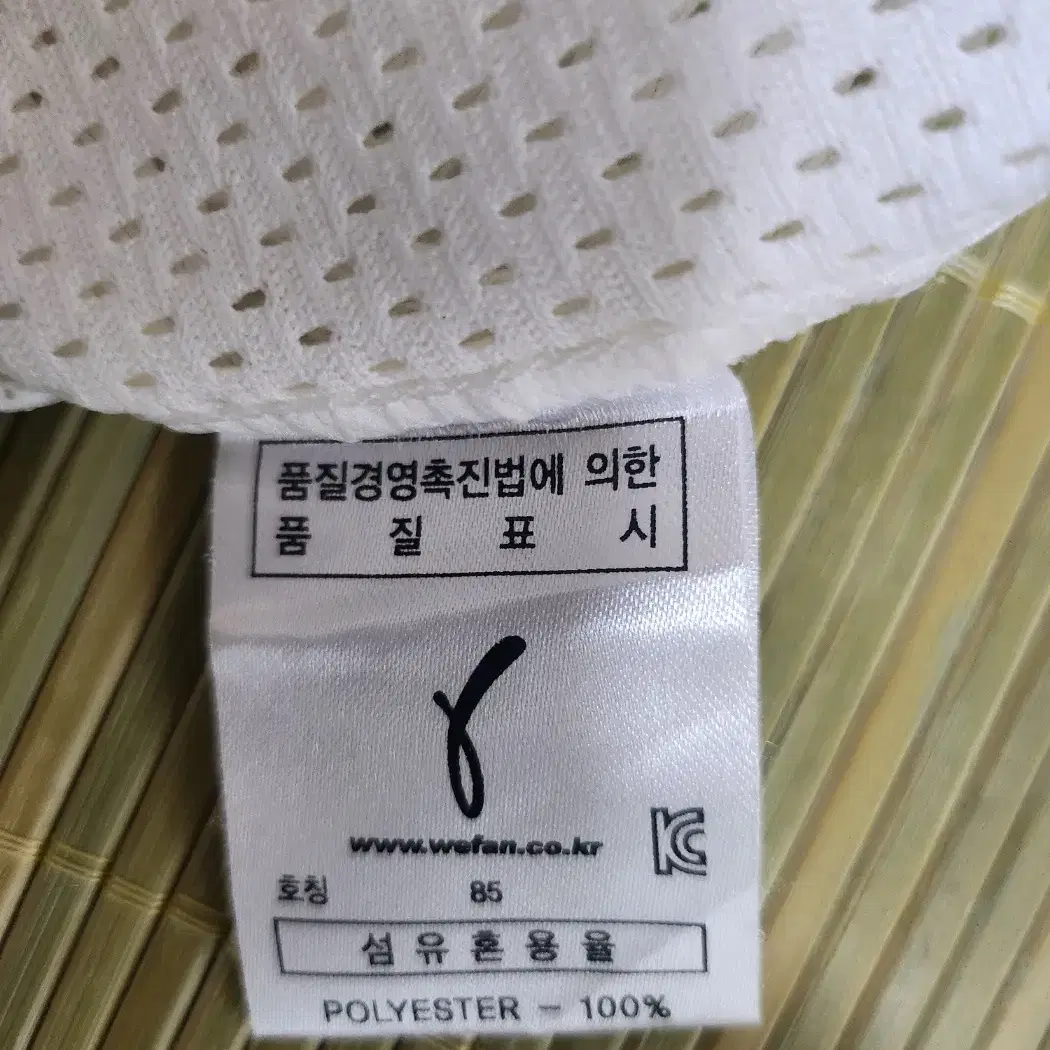 품질경영촉진법에 의한
품 질 표 시
www.wefan.co.kr
KC
호칭 85
섬유혼용율
POLYESTER - 100%